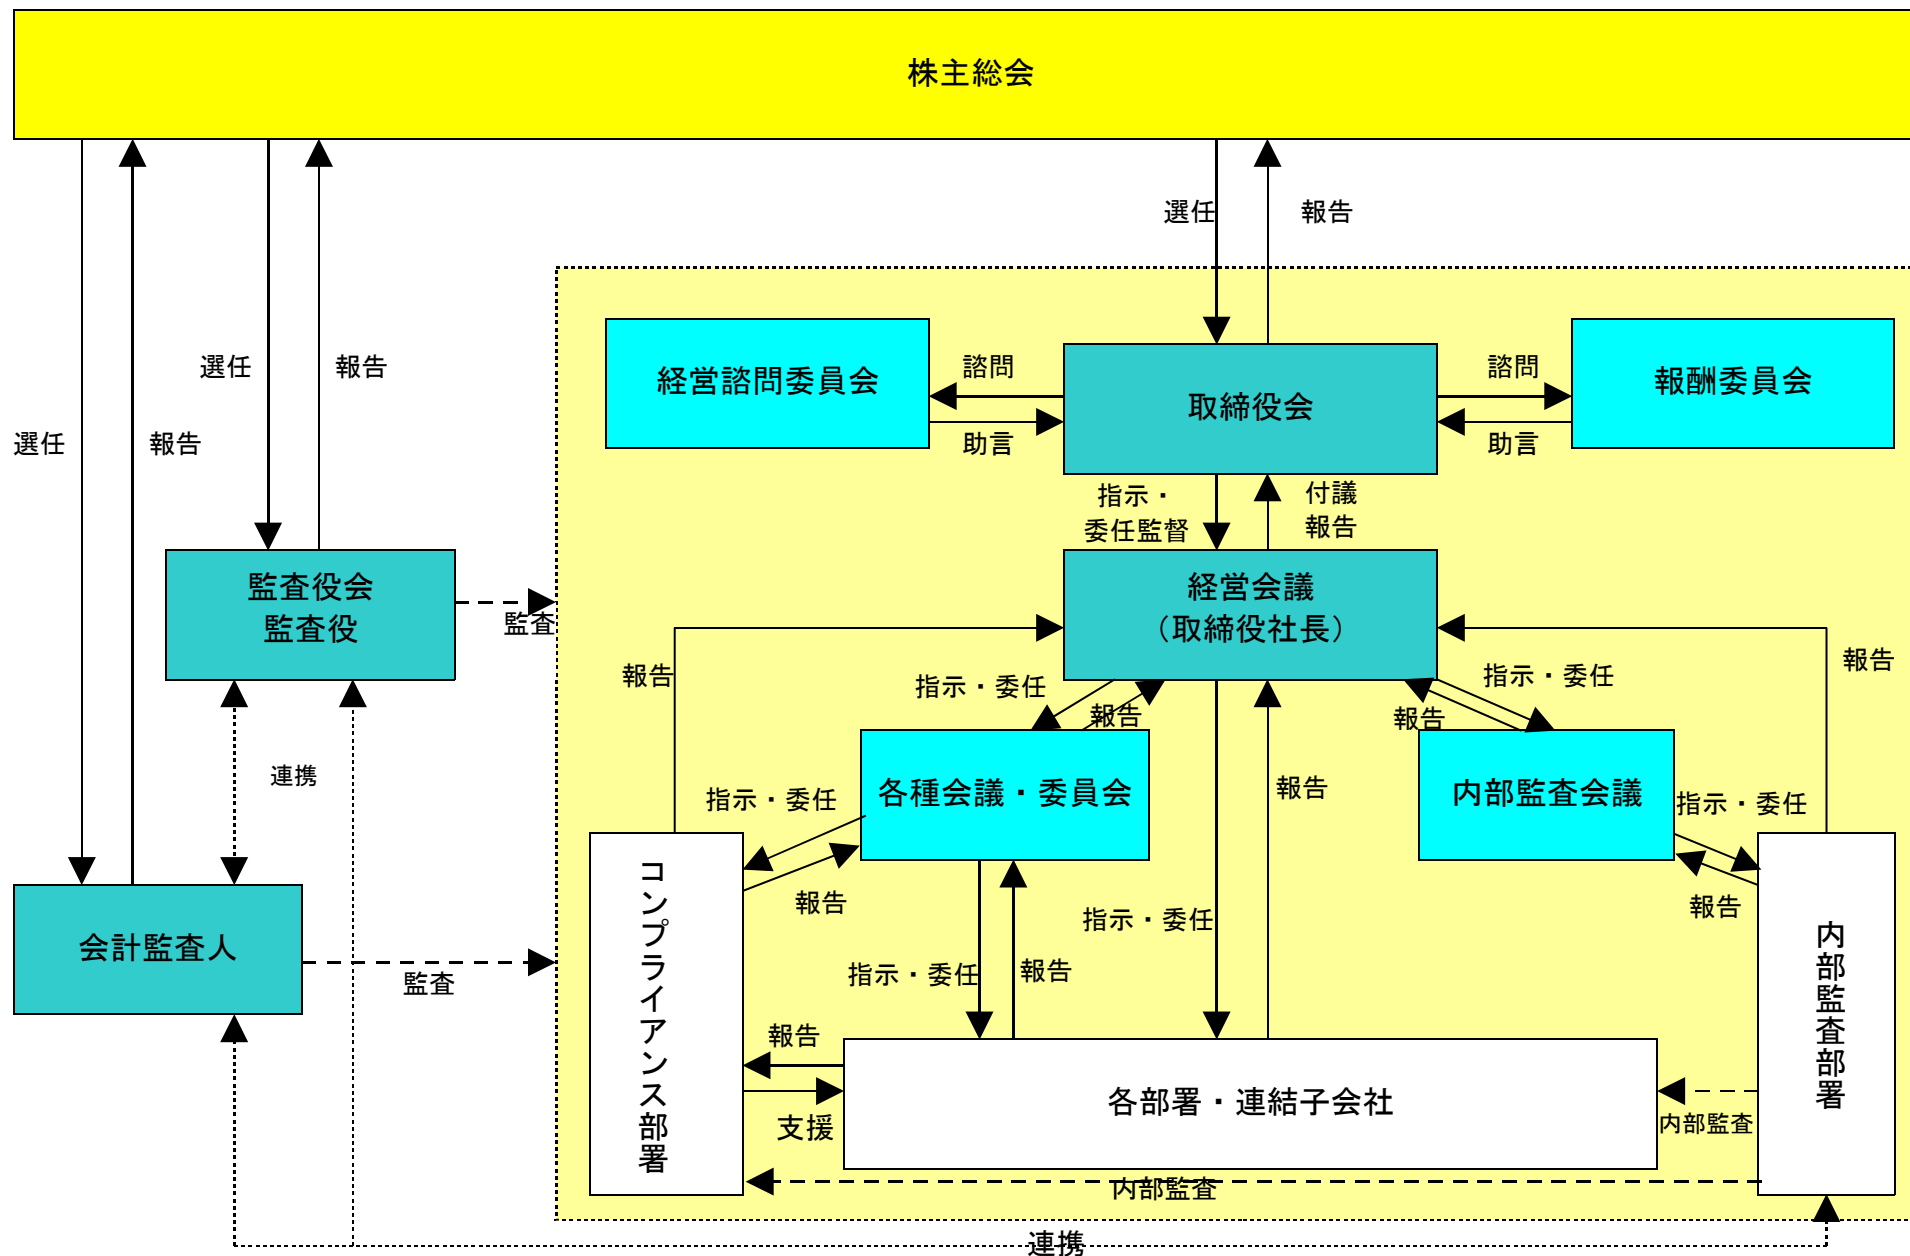 株主総会
選任
報告
選任
報告
選任
報告
選任
報告
経営諮問委員会
諮問
助言
取締役会
諮問
助言
報酬委員会
指示・
委任監督
付議
報告
監査役会
監査役
監査
経営会議
（取締役社長）
報告
指示・委任
報告
指示・委任
報告
報告
連携
指示・委任
各種会議・委員会
報告
内部監査会議
指示・委任
報告
報告
コンプライアンス部署
会計監査人
監査
指示・委任
報告
指示・委任
内部監査部署
報告
支援
各部署・連結子会社
内部監査
内部監査
連携